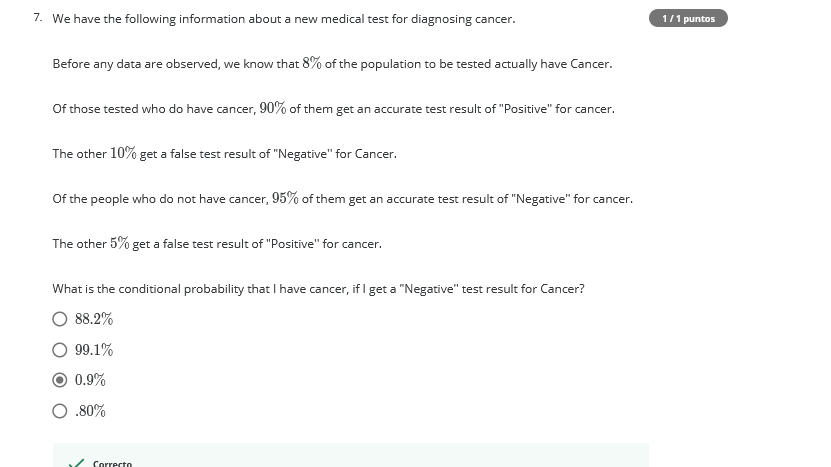 7. We have the following information about a new medical test for diagnosing cancer.
1 / 1 puntos
Before any data are observed, we know that 8% of the population to be tested actually have Cancer.
Of those tested who do have cancer, 90% of them get an accurate test result of "Positive" for cancer.
The other 10% get a false test result of "Negative" for Cancer.
Of the people who do not have cancer, 95% of them get an accurate test result of "Negative" for cancer.
The other 5% get a false test result of "Positive" for cancer.
What is the conditional probability that I have cancer, if I get a "Negative" test result for Cancer?
88.2%
99.1%
0.9%
.80%
Correcto